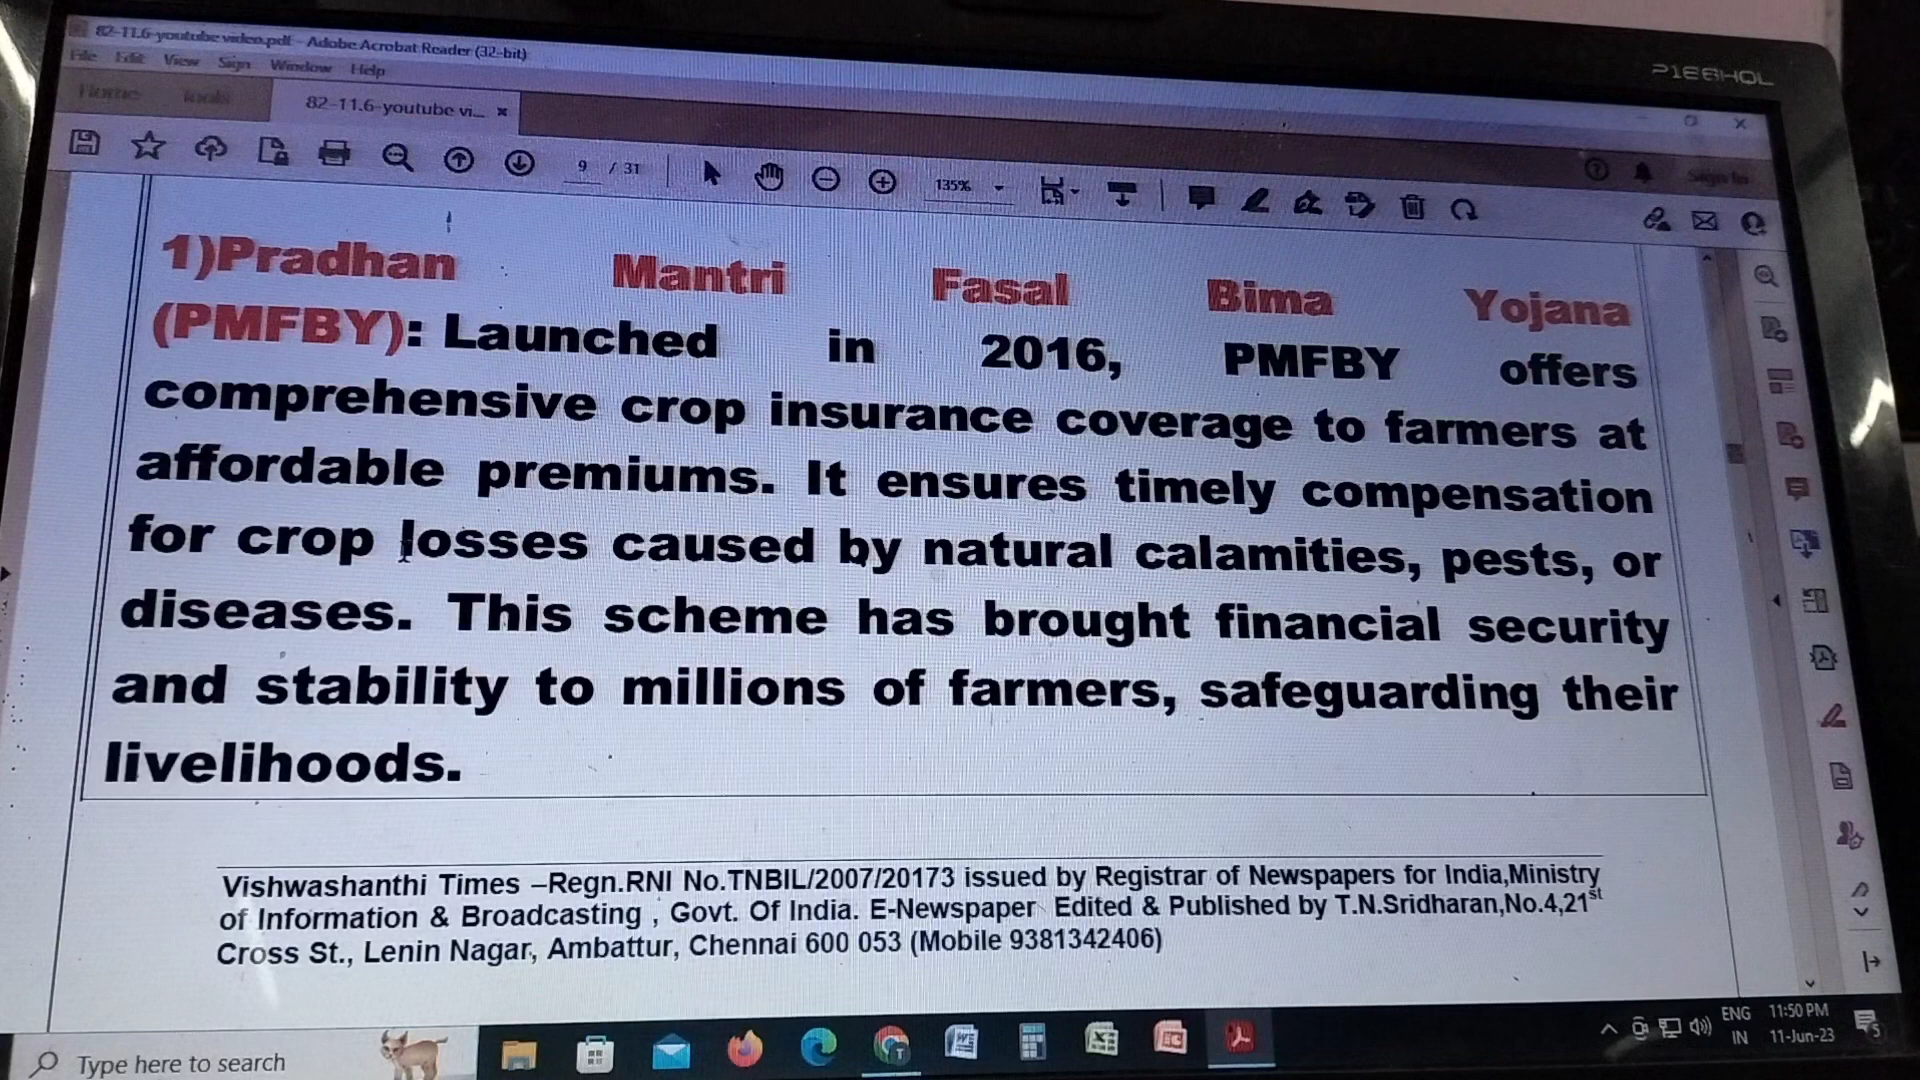 82-11.6-youtube video.pdf - Adobe Acrobat Reader (32-bit)
File Edit View Sign Window Help
P166HQL
Home Tools 82-11.6-youtube vi... ×
9 / 31 135%
Sign In
1)Pradhan Mantri Fasal Bima Yojana
(PMFBY): Launched in 2016, PMFBY offers
comprehensive crop insurance coverage to farmers at
affordable premiums. It ensures timely compensation
for crop losses caused by natural calamities, pests, or
diseases. This scheme has brought financial security
and stability to millions of farmers, safeguarding their
livelihoods.
Vishwashanthi Times –Regn.RNI No.TNBIL/2007/20173 issued by Registrar of Newspapers for India,Ministry
of Information & Broadcasting , Govt. Of India. E-Newspaper Edited & Published by T.N.Sridharan,No.4,21st
Cross St., Lenin Nagar, Ambattur, Chennai 600 053 (Mobile 9381342406)
Type here to search
ENG 11:50 PM
IN 11-Jun-23 5